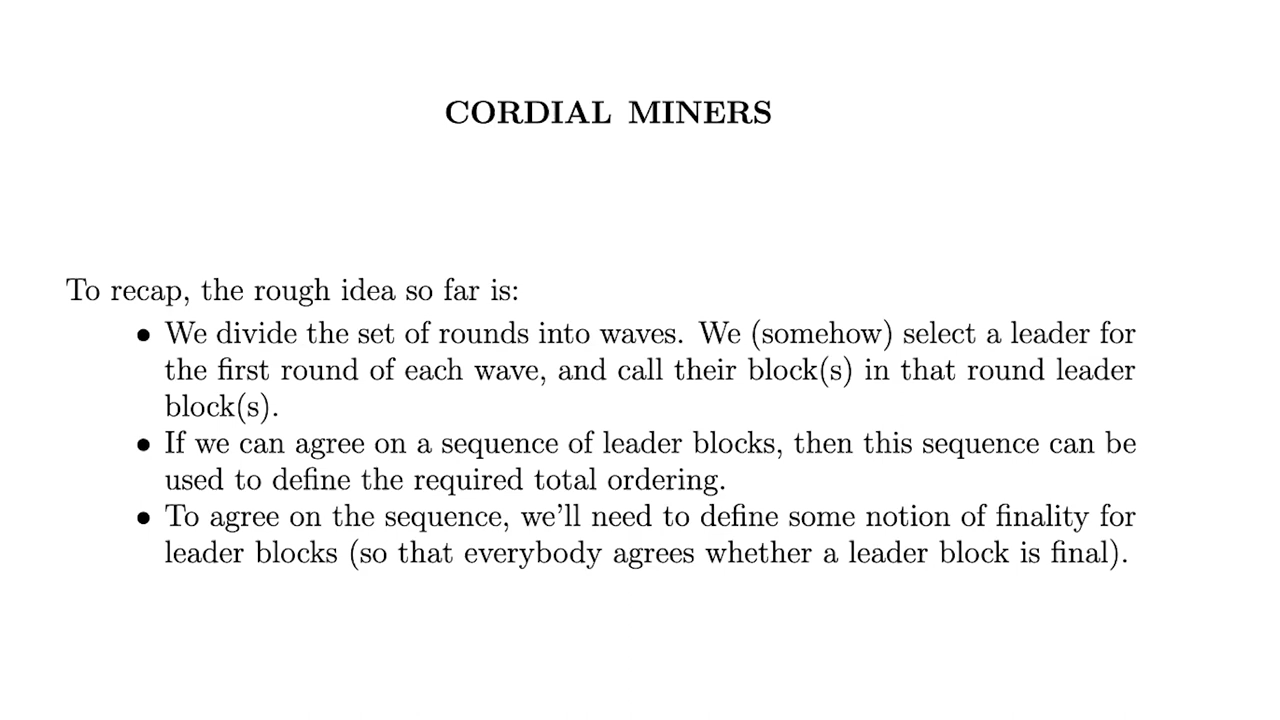 CORDIAL MINERS
To recap, the rough idea so far is:
• We divide the set of rounds into waves. We (somehow) select a leader for
the first round of each wave, and call their block(s) in that round leader
block(s).
• If we can agree on a sequence of leader blocks, then this sequence can be
used to define the required total ordering.
• To agree on the sequence, we'll need to define some notion of finality for
leader blocks (so that everybody agrees whether a leader block is final).